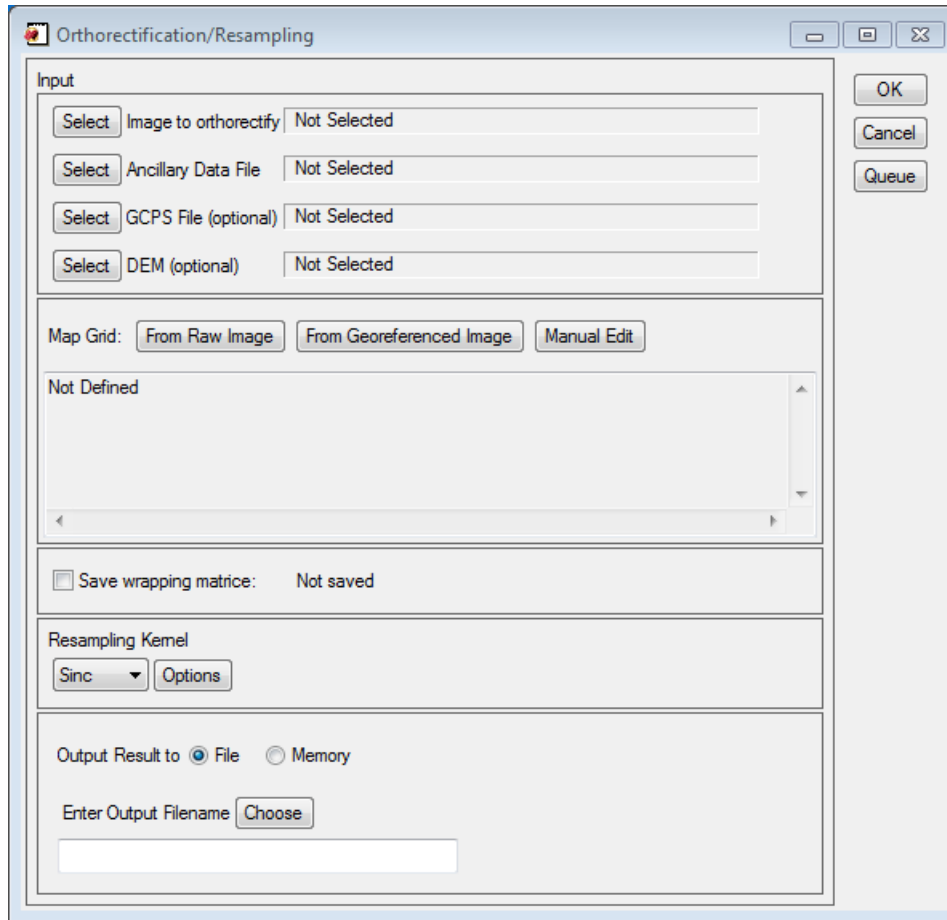 Orthorectification/Resampling
Input
OK
Select Image to orthorectify Not Selected
Cancel
Select Ancillary Data File Not Selected
Queue
Select GCPS File (optional) Not Selected
Select DEM (optional) Not Selected
Map Grid: From Raw Image From Georeferenced Image Manual Edit
Not Defined
Save wrapping matrice: Not saved
Resampling Kernel
Sinc Options
Output Result to File Memory
Enter Output Filename Choose